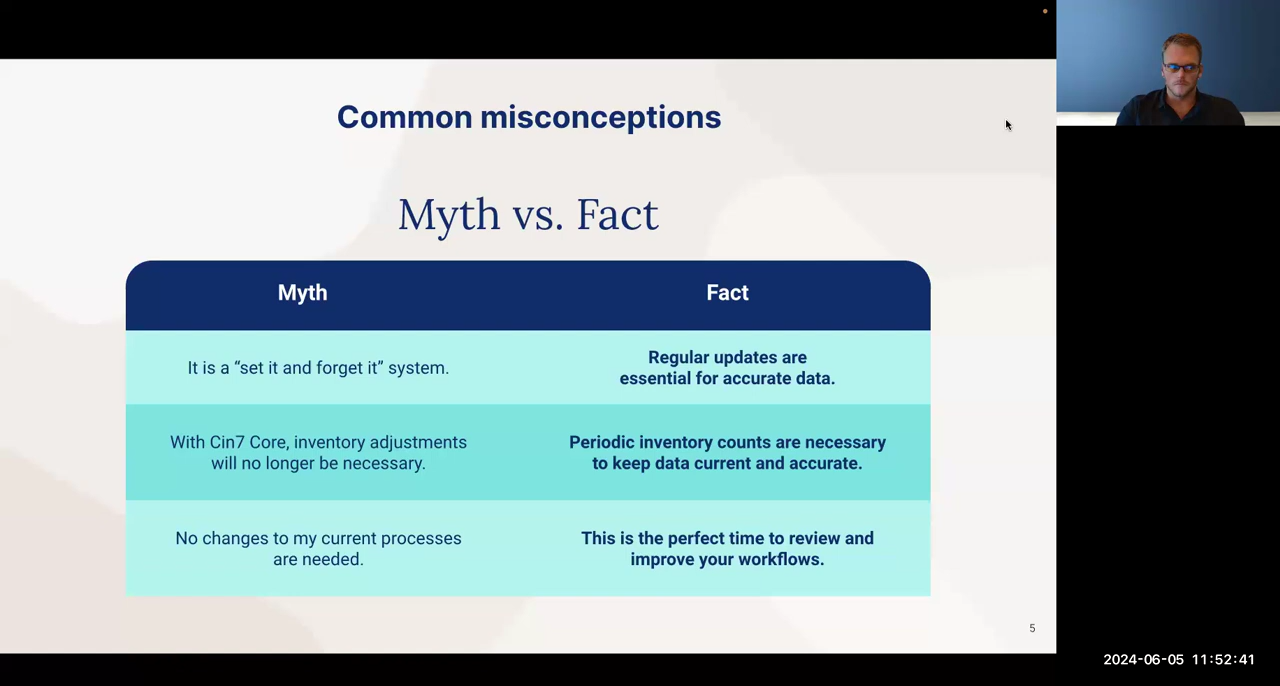 Common misconceptions
Myth vs. Fact
Myth
Fact
It is a “set it and forget it” system.
Regular updates are
essential for accurate data.
With Cin7 Core, inventory adjustments
will no longer be necessary.
Periodic inventory counts are necessary
to keep data current and accurate.
No changes to my current processes
are needed.
This is the perfect time to review and
improve your workflows.
5
2024-06-05 11:52:41